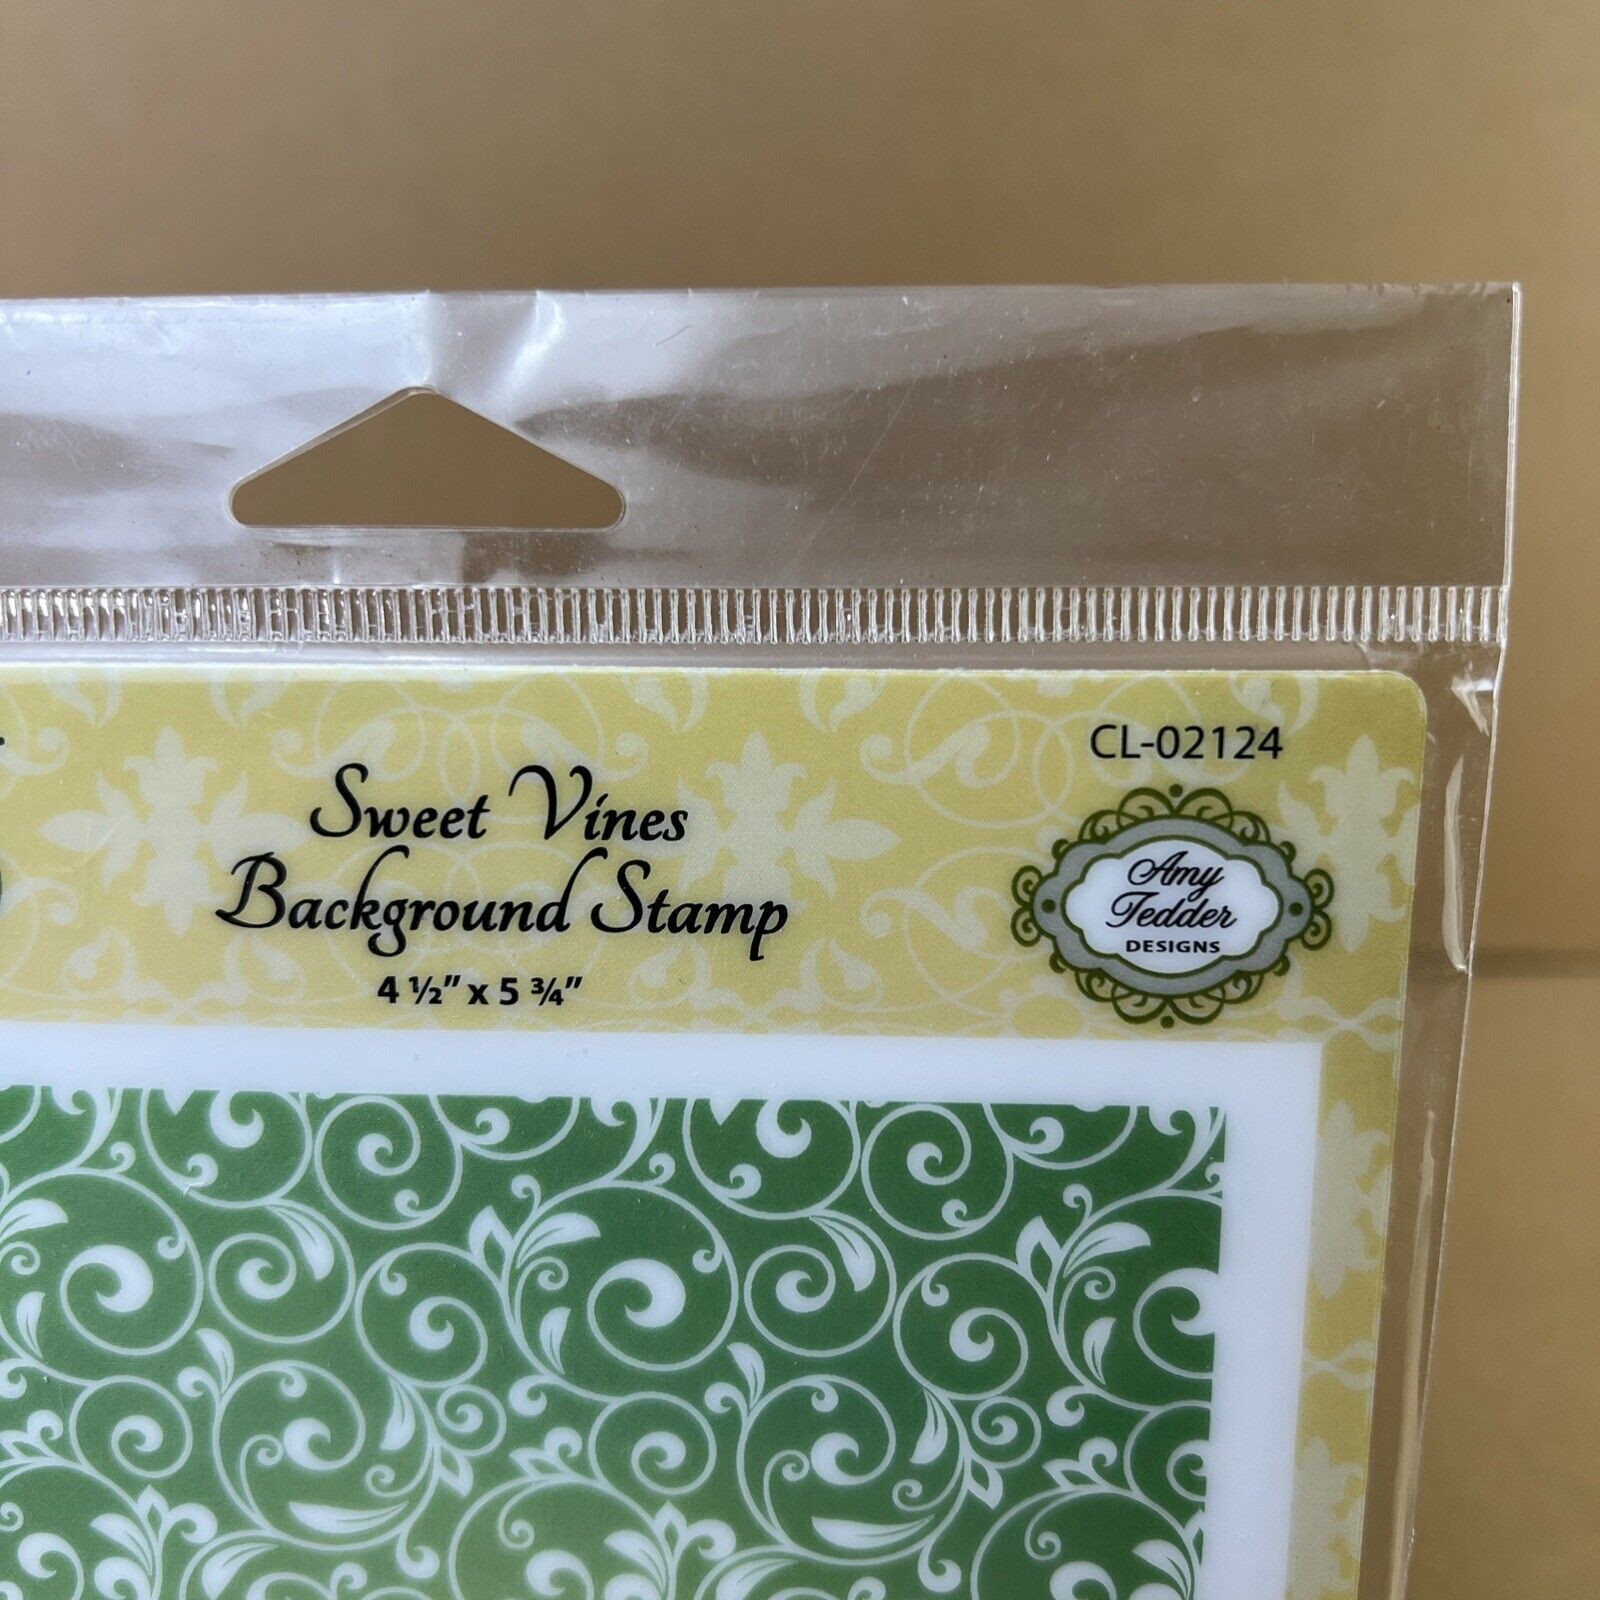 CL-02124
Sweet Vines
Background Stamp
4 ½" x 5 ¾"
Amy
Tedder
DESIGNS